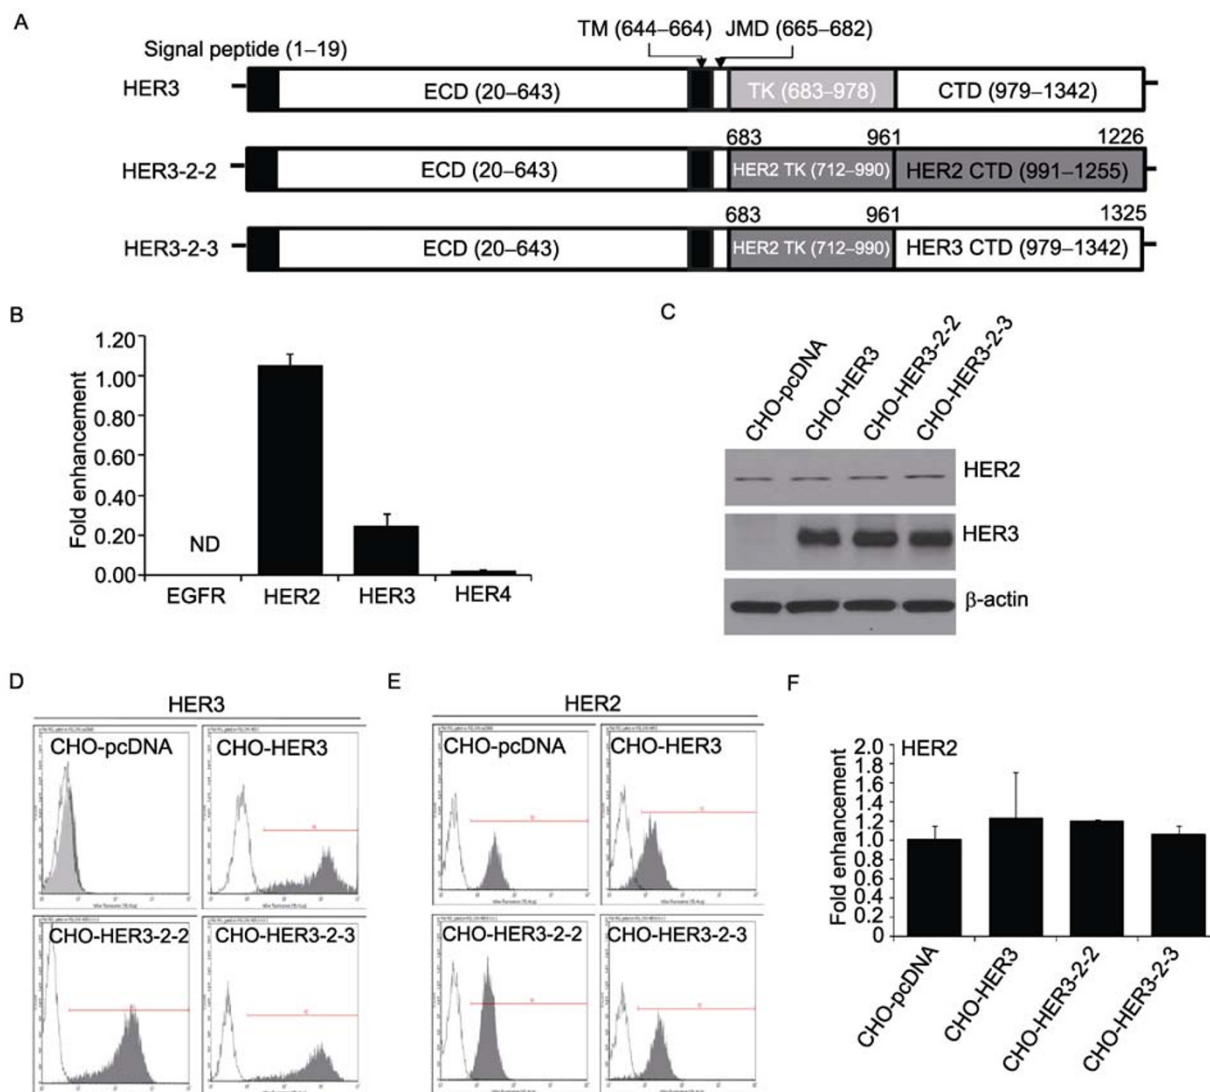 A
TM (644–664) JMD (665–682)
Signal peptide (1–19)
HER3 ECD (20–643) TK (683–978) CTD (979–1342)
683 961 1226
HER3-2-2 ECD (20–643) HER2 TK (712–990) HER2 CTD (991–1255)
683 961 1325
HER3-2-3 ECD (20–643) HER2 TK (712–990) HER3 CTD (979–1342)
B
Fold enhancement
1.20
1.00
0.80
0.60
0.40
0.20
0.00
ND
EGFR HER2 HER3 HER4
C
CHO-pcDNA
CHO-HER3
CHO-HER3-2-2
CHO-HER3-2-3
HER2
HER3
β-actin
D
HER3
CHO-pcDNA CHO-HER3
CHO-HER3-2-2 CHO-HER3-2-3
E
HER2
CHO-pcDNA CHO-HER3
CHO-HER3-2-2 CHO-HER3-2-3
F
Fold enhancement
2.0
1.8
1.6
1.4
1.2
1.0
0.8
0.6
0.4
0.2
0
HER2
CHO-pcDNA
CHO-HER3
CHO-HER3-2-2
CHO-HER3-2-3